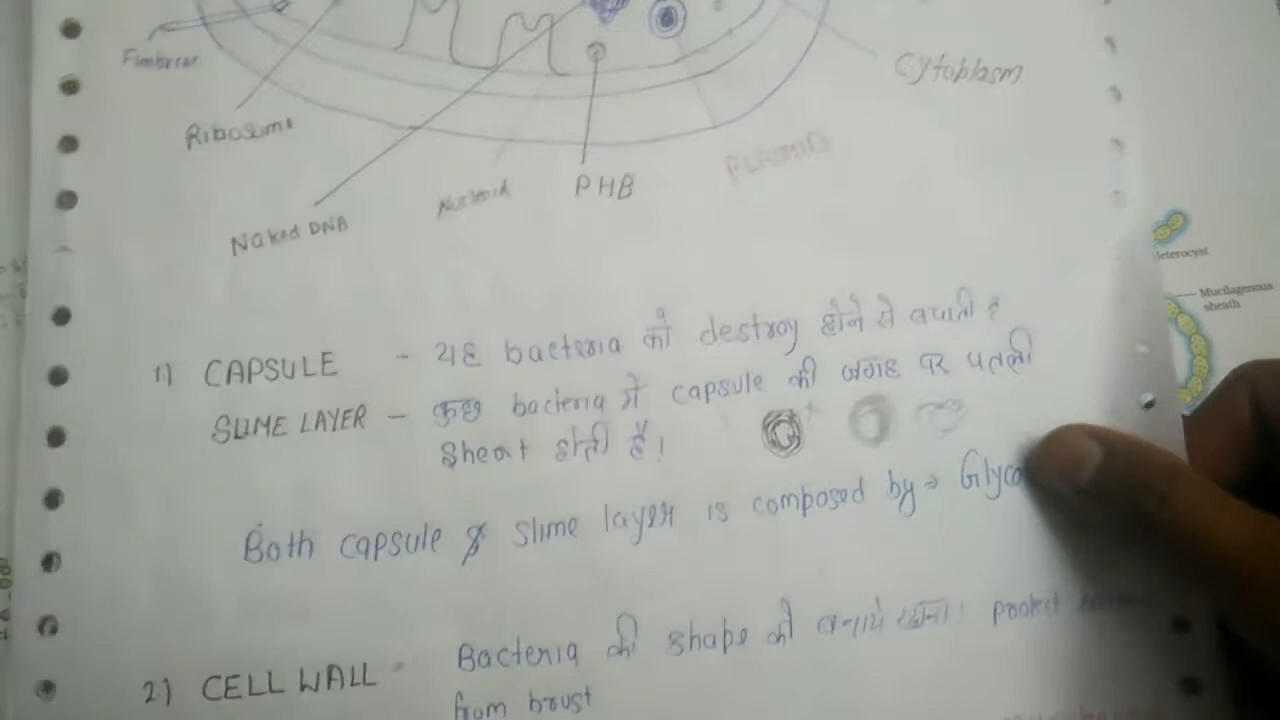 Fimbreae
Cytoplasm
Ribosome
PLASMID
PHB
Nucleoid
Naked DNA
Heterocyst
Mucilagenous
sheath
1) CAPSULE - यह bacteria को destroy होने से बचाती है
SLIME LAYER - कुछ bacteria में capsule की जगह पर पतली
Sheat होती है!
Both capsule & slime layer is composed by → Glyco
2) CELL WALL - Bacteria की shape को बनाये रखना। protect
from brust